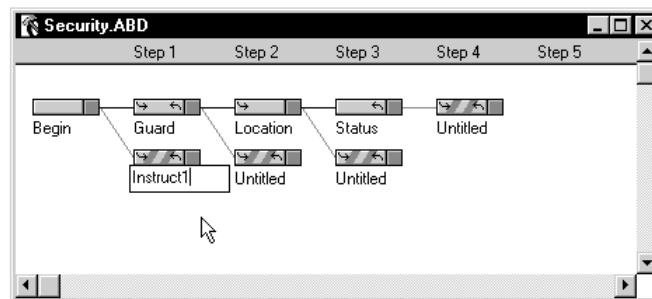 Security.ABD
Step 1 Step 2 Step 3 Step 4 Step 5
Begin Guard Location Status Untitled
Instruct1 Untitled Untitled